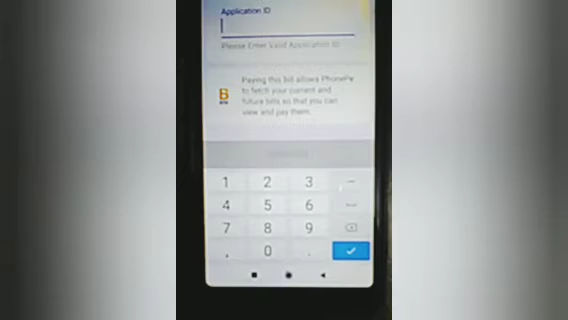 Application ID
Please Enter Valid Application ID
Paying this bill allows PhonePe
to fetch your current and
future bills so that you can
view and pay them.
1 2 3 -
4 5 6
7 8 9
, 0 .